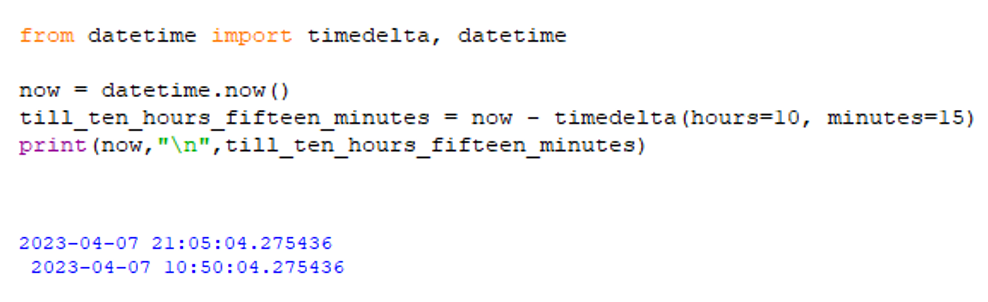 from datetime import timedelta, datetime
now = datetime.now()
till_ten_hours_fifteen_minutes = now - timedelta(hours=10, minutes=15)
print(now,"\n",till_ten_hours_fifteen_minutes)
2023-04-07 21:05:04.275436
2023-04-07 10:50:04.275436